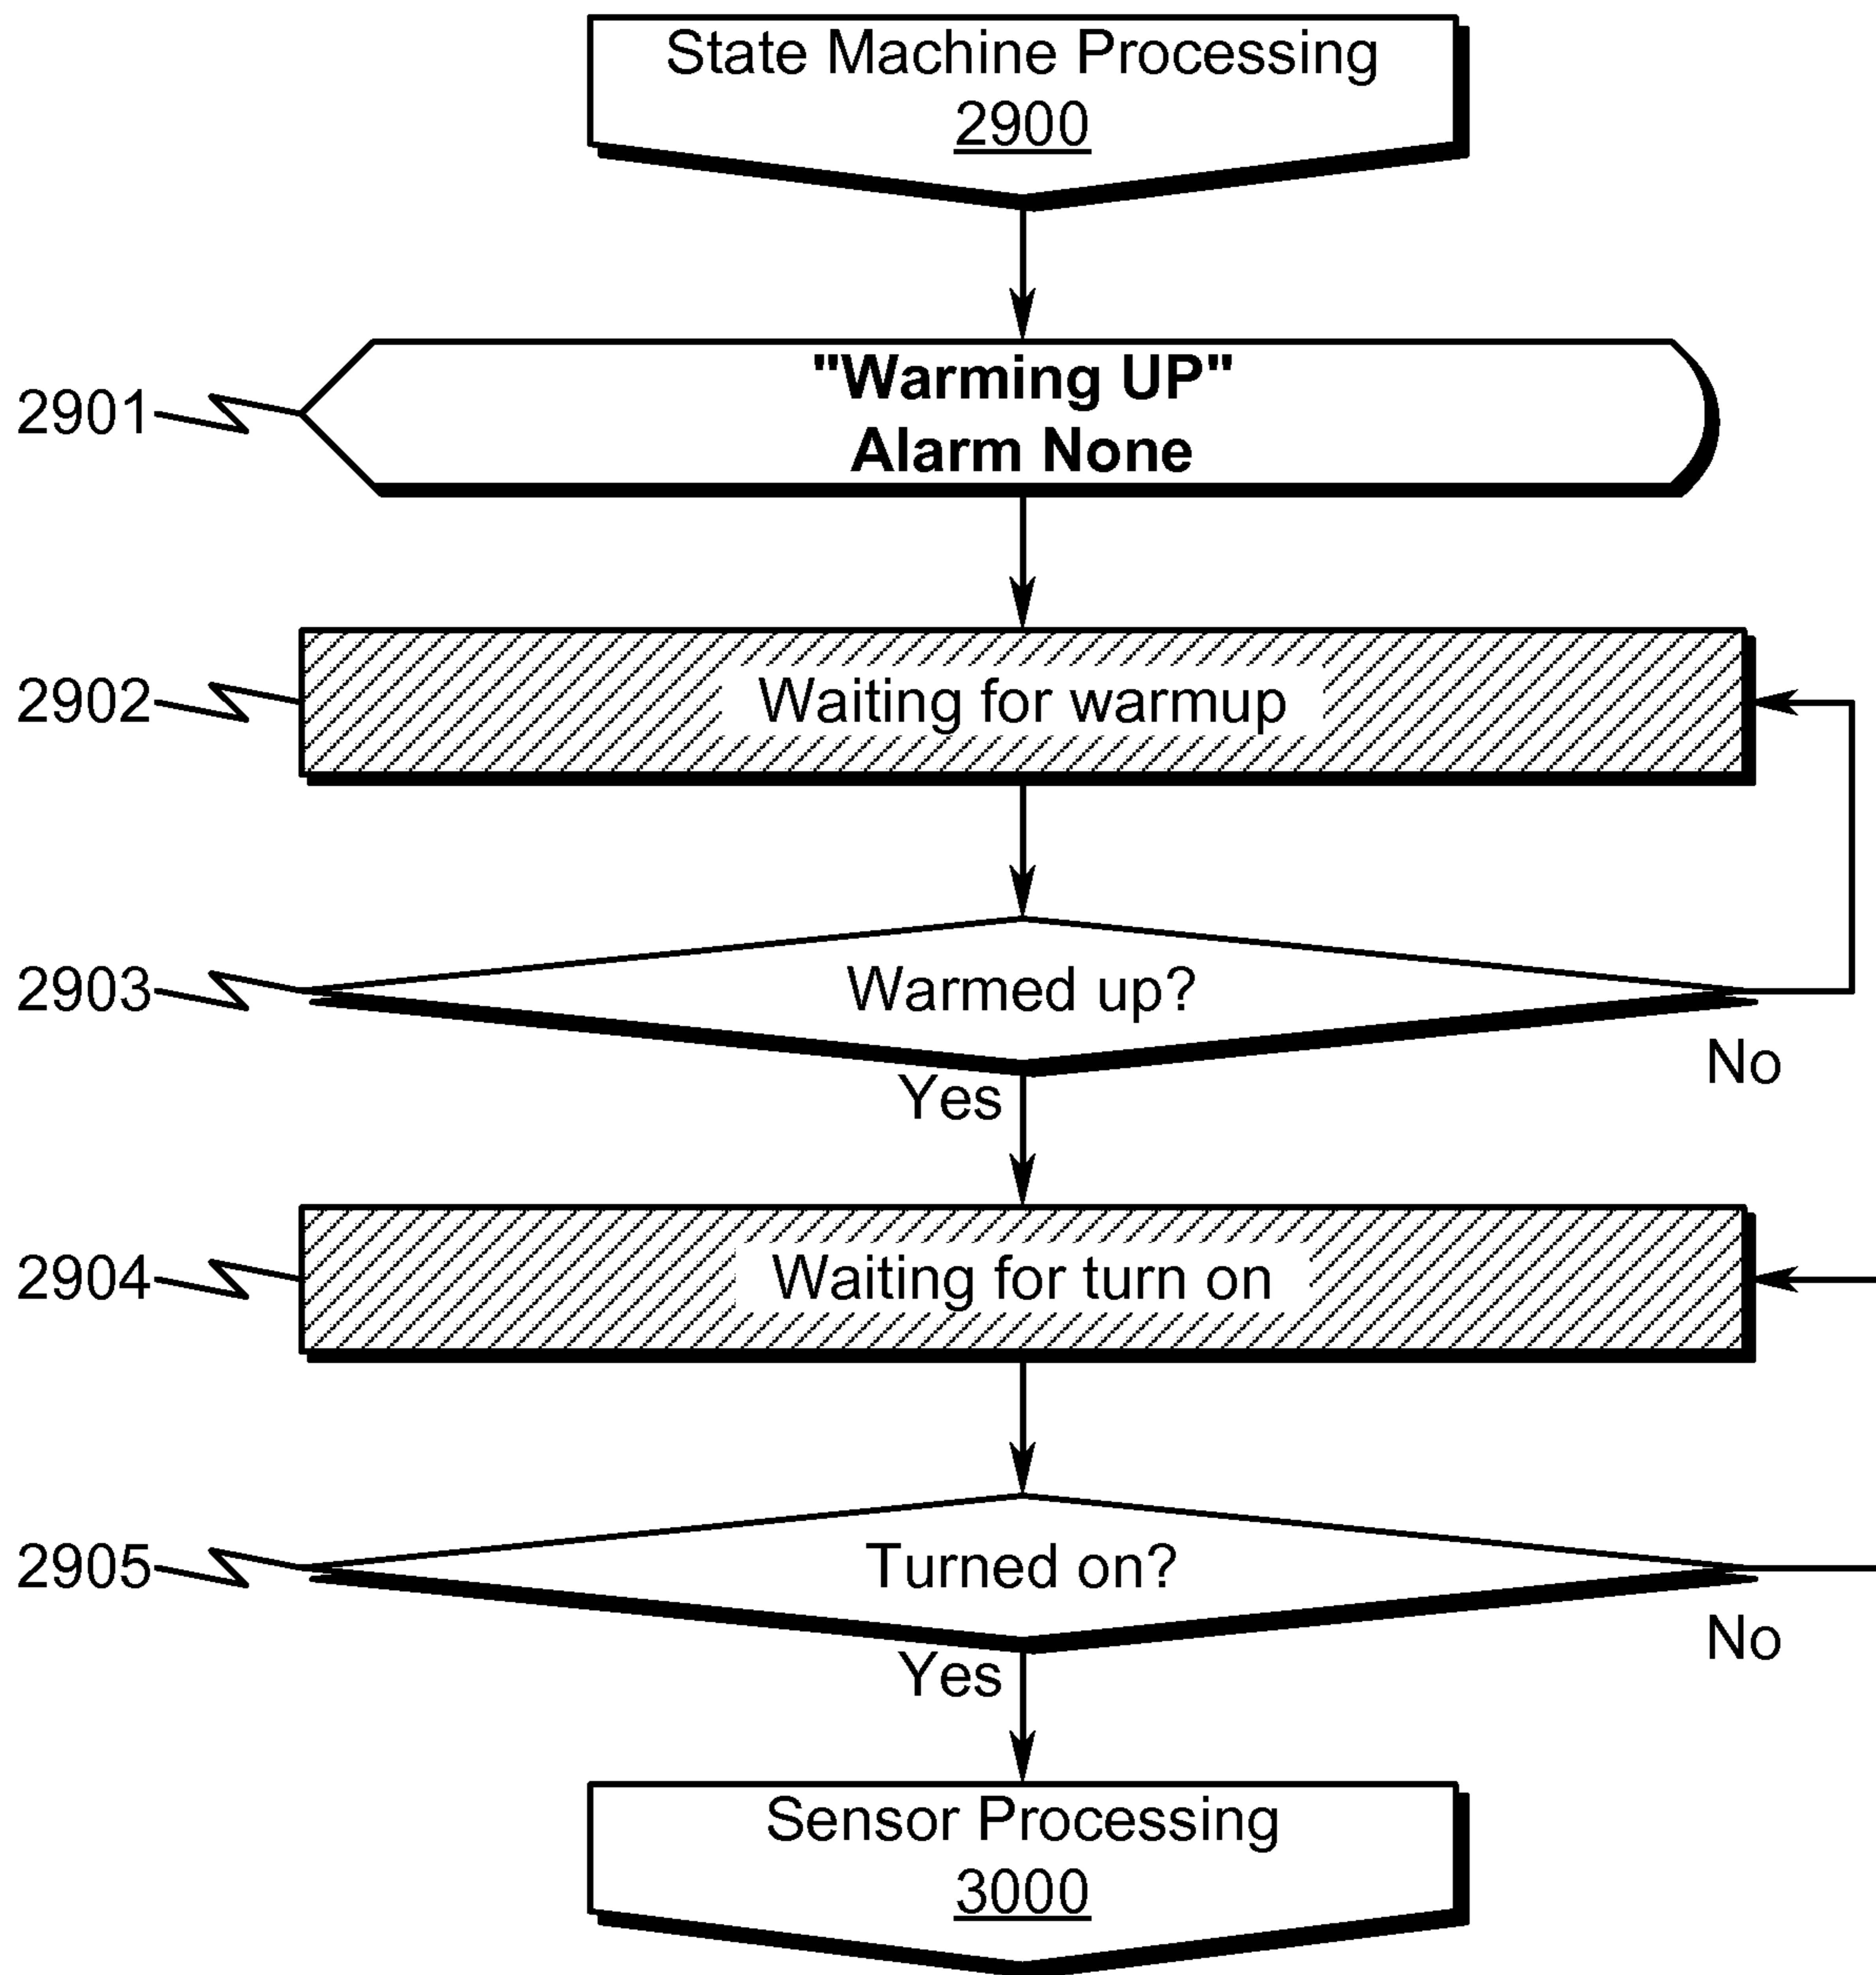 State Machine Processing
2900
2901
"Warming UP"
Alarm None
2902
Waiting for warmup
2903
Warmed up?
No
Yes
2904
Waiting for turn on
2905
Turned on?
No
Yes
Sensor Processing
3000